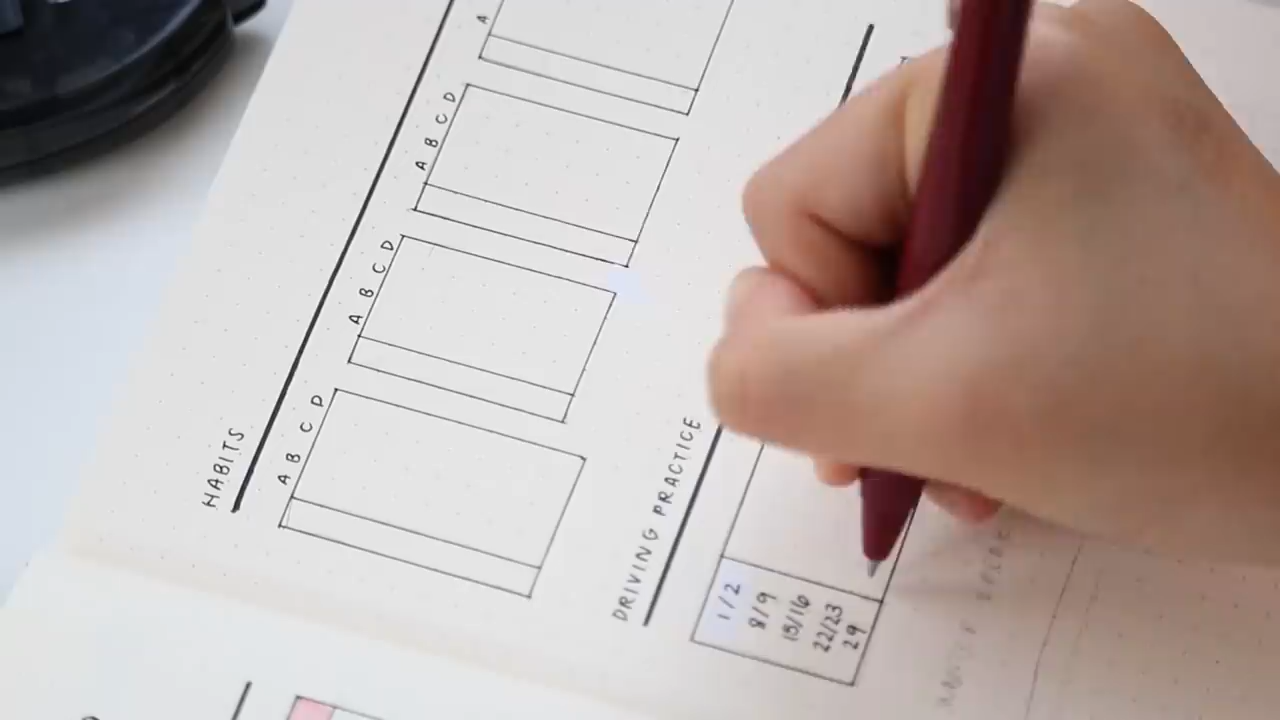 HABITS
A B C D
A B C D
A B C D
A
DRIVING PRACTICE
1/2
8/9
15/16
22/23
29